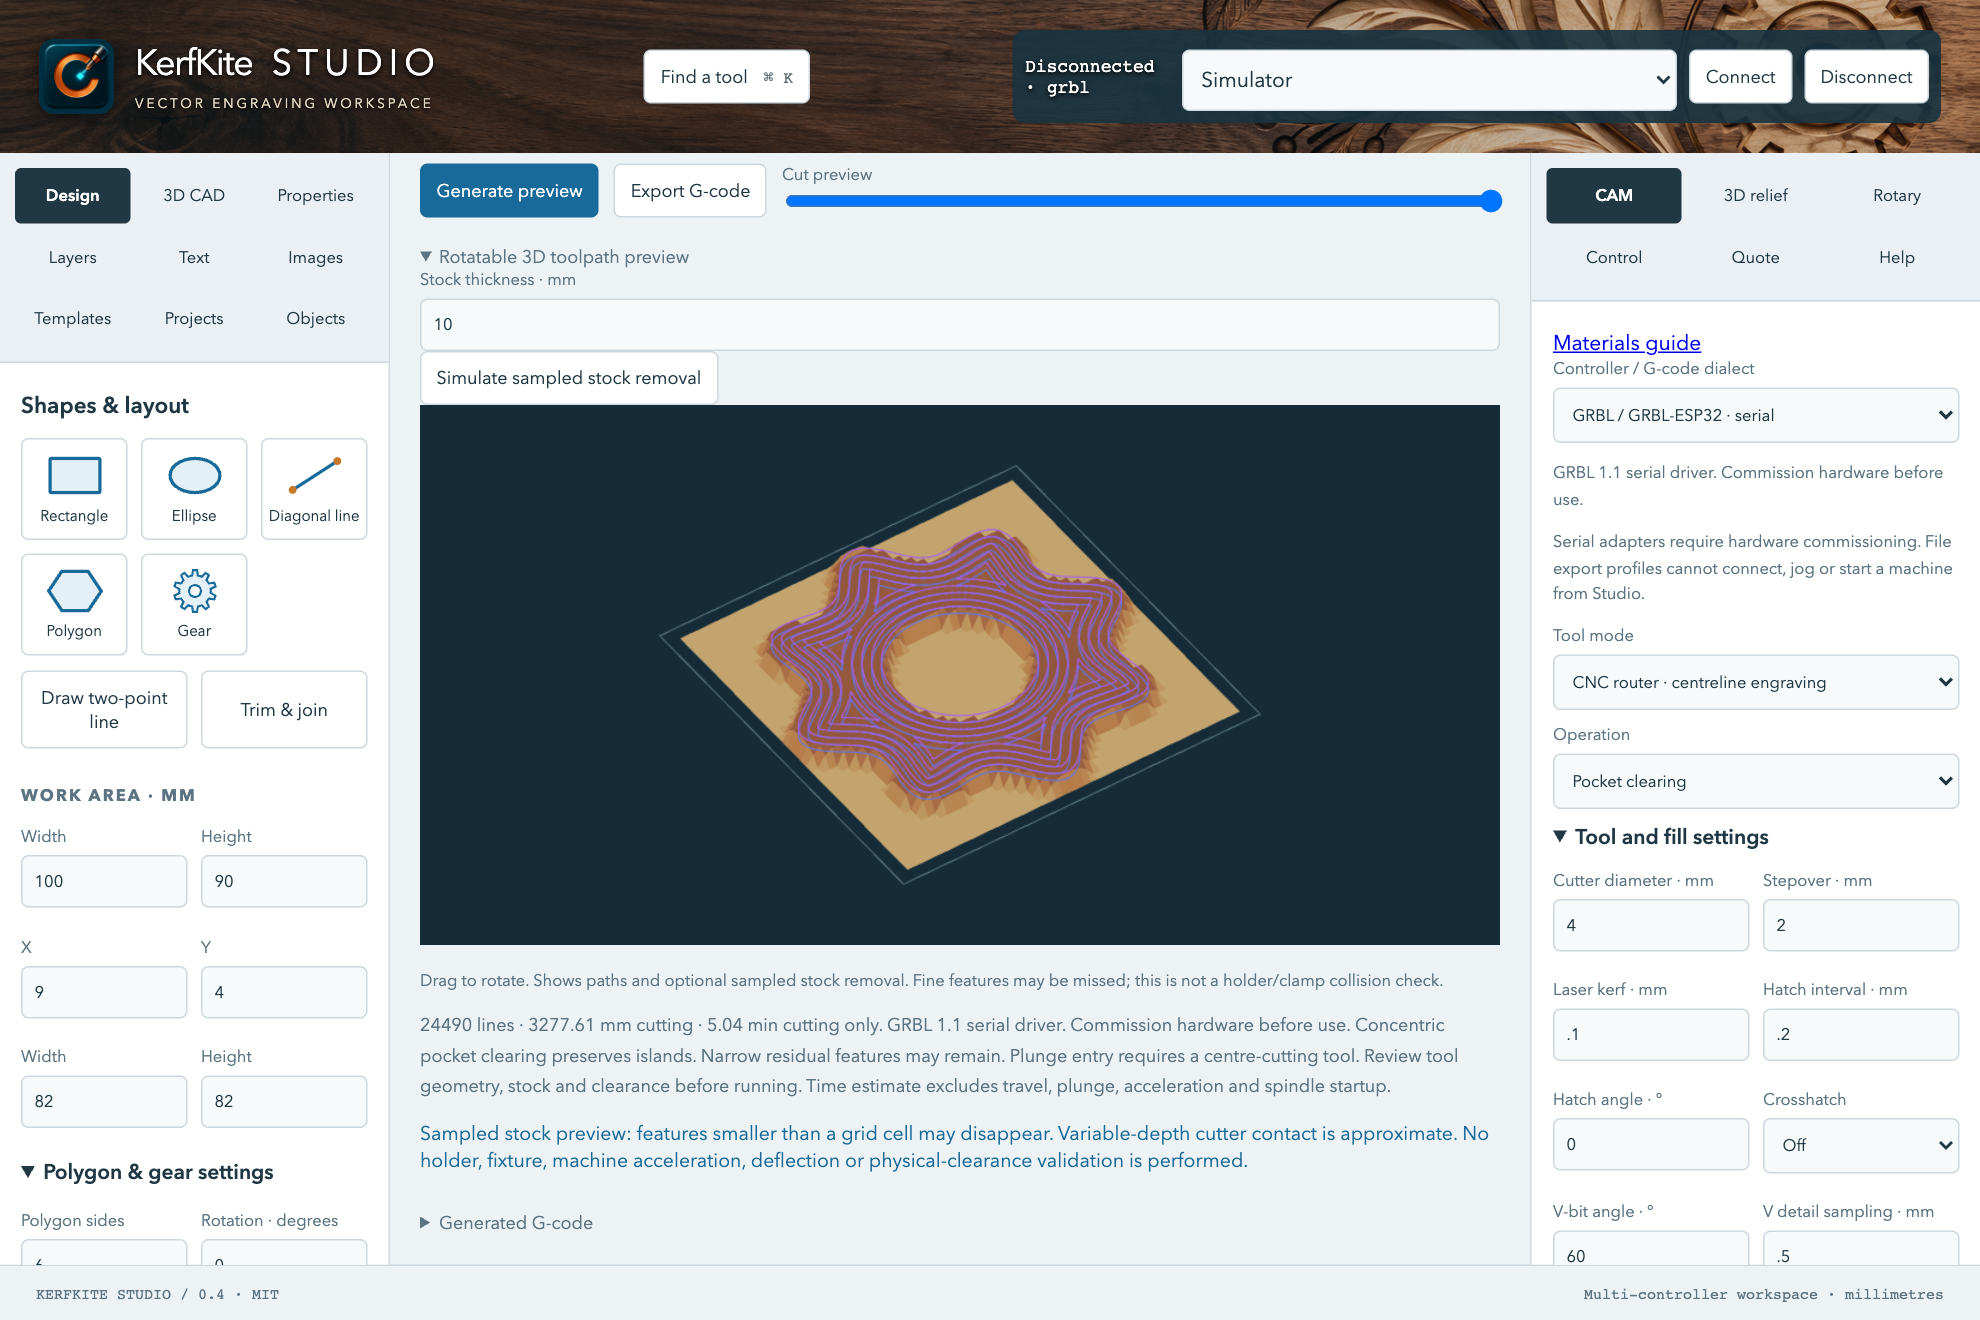 KerfKite STUDIO
VECTOR ENGRAVING WORKSPACE
Find a tool ⌘ K
Disconnected
· grbl
Simulator
Connect
Disconnect
Design
3D CAD
Properties
Layers
Text
Images
Templates
Projects
Objects
Shapes & layout
Rectangle
Ellipse
Diagonal line
Polygon
Gear
Draw two-point
line
Trim & join
WORK AREA · MM
Width
Height
100
90
X
Y
9
4
Width
Height
82
82
Polygon & gear settings
Polygon sides
Rotation · degrees
6
0
Generate preview
Export G-code
Cut preview
Rotatable 3D toolpath preview
Stock thickness · mm
10
Simulate sampled stock removal
Drag to rotate. Shows paths and optional sampled stock removal. Fine features may be missed; this is not a holder/clamp collision check.
24490 lines · 3277.61 mm cutting · 5.04 min cutting only. GRBL 1.1 serial driver. Commission hardware before use. Concentric
pocket clearing preserves islands. Narrow residual features may remain. Plunge entry requires a centre-cutting tool. Review tool
geometry, stock and clearance before running. Time estimate excludes travel, plunge, acceleration and spindle startup.
Sampled stock preview: features smaller than a grid cell may disappear. Variable-depth cutter contact is approximate. No
holder, fixture, machine acceleration, deflection or physical-clearance validation is performed.
Generated G-code
CAM
3D relief
Rotary
Control
Quote
Help
Materials guide
Controller / G-code dialect
GRBL / GRBL-ESP32 · serial
GRBL 1.1 serial driver. Commission hardware before
use.
Serial adapters require hardware commissioning. File
export profiles cannot connect, jog or start a machine
from Studio.
Tool mode
CNC router · centreline engraving
Operation
Pocket clearing
Tool and fill settings
Cutter diameter · mm
Stepover · mm
4
2
Laser kerf · mm
Hatch interval · mm
.1
.2
Hatch angle · °
Crosshatch
0
Off
V-bit angle · °
V detail sampling · mm
60
.5
KERFKITE STUDIO / 0.4 · MIT
Multi-controller workspace · millimetres